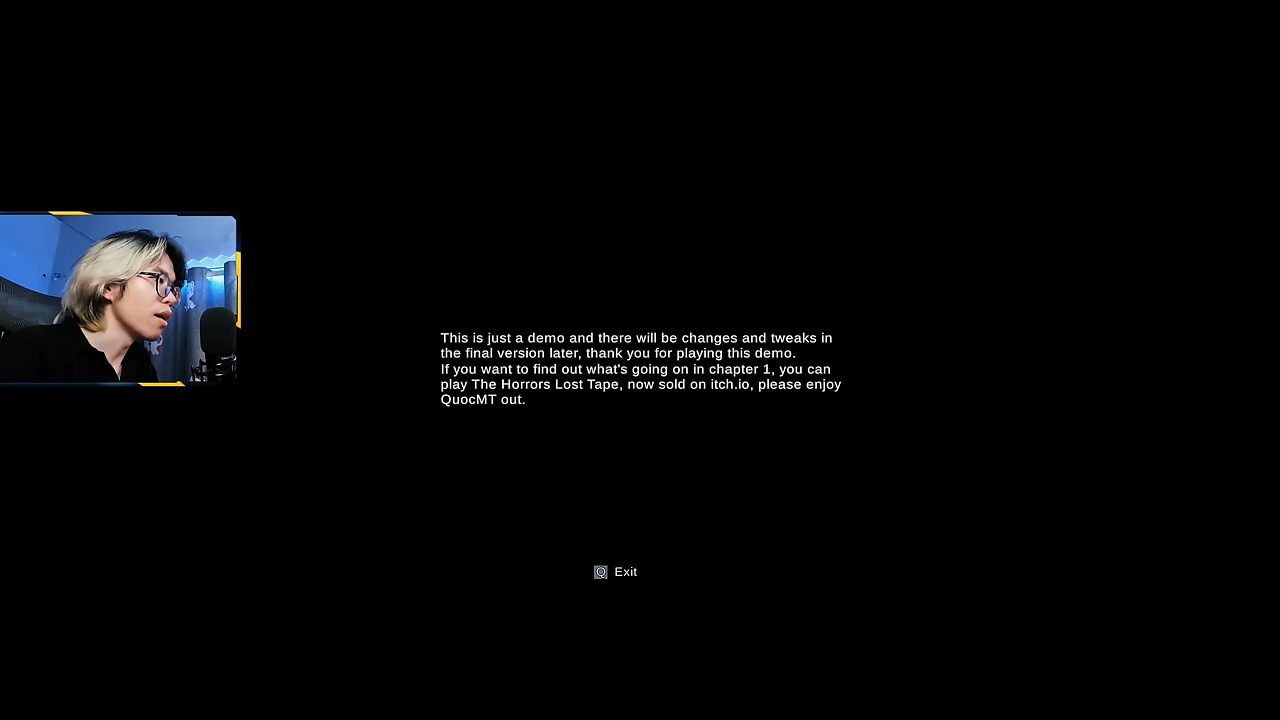 This is just a demo and there will be changes and tweaks in
the final version later, thank you for playing this demo.
If you want to find out what's going on in chapter 1, you can
play The Horrors Lost Tape, now sold on itch.io, please enjoy
QuocMT out.
Q Exit